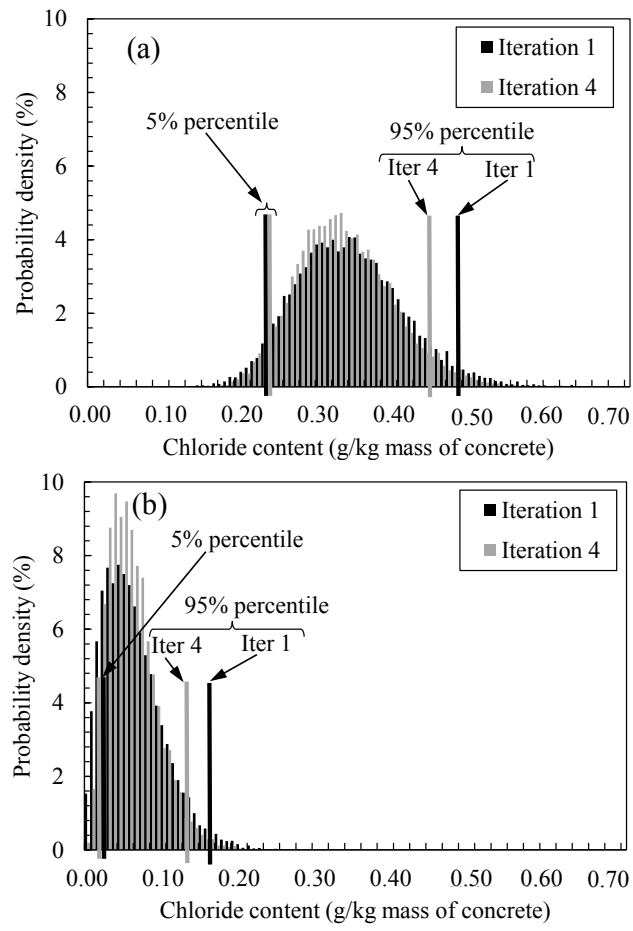 (a)
Iteration 1
Iteration 4
5% percentile
95% percentile
Iter 4 Iter 1
Probability density (%)
10
8
6
4
2
0
0.00 0.20 0.30 0.40 0.50 0.60 0.70
Chloride content (g/kg mass of concrete)
(b)
Iteration 1
Iteration 4
5% percentile
95% percentile
Iter 4 Iter 1
Probability density (%)
10
8
6
4
2
0
0.00 0.10 0.20 0.30 0.40 0.50 0.60 0.70
Chloride content (g/kg mass of concrete)